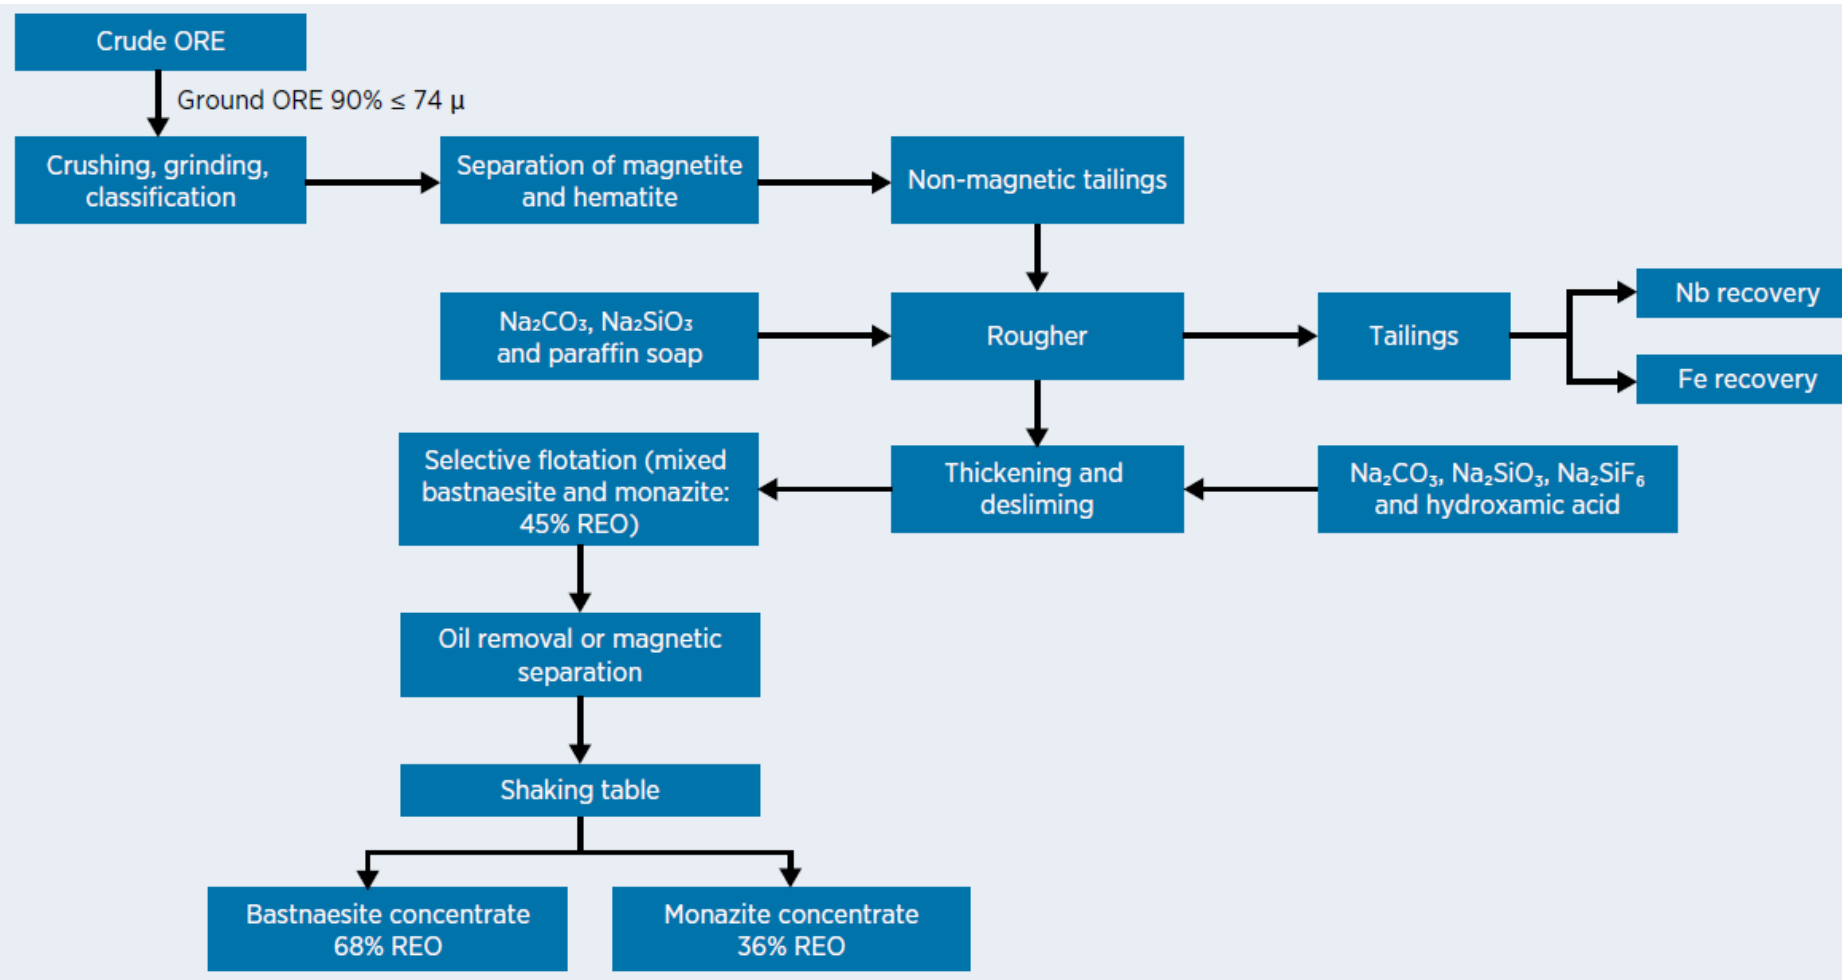 Crude ORE
Ground ORE 90% ≤ 74 μ
Crushing, grinding,
classification
Separation of magnetite
and hematite
Non-magnetic tailings
Na₂CO₃, Na₂SiO₃
and paraffin soap
Rougher
Tailings
Nb recovery
Fe recovery
Selective flotation (mixed
bastnaesite and monazite:
45% REO)
Thickening and
desliming
Na₂CO₃, Na₂SiO₃, Na₂SiF₆
and hydroxamic acid
Oil removal or magnetic
separation
Shaking table
Bastnaesite concentrate
68% REO
Monazite concentrate
36% REO